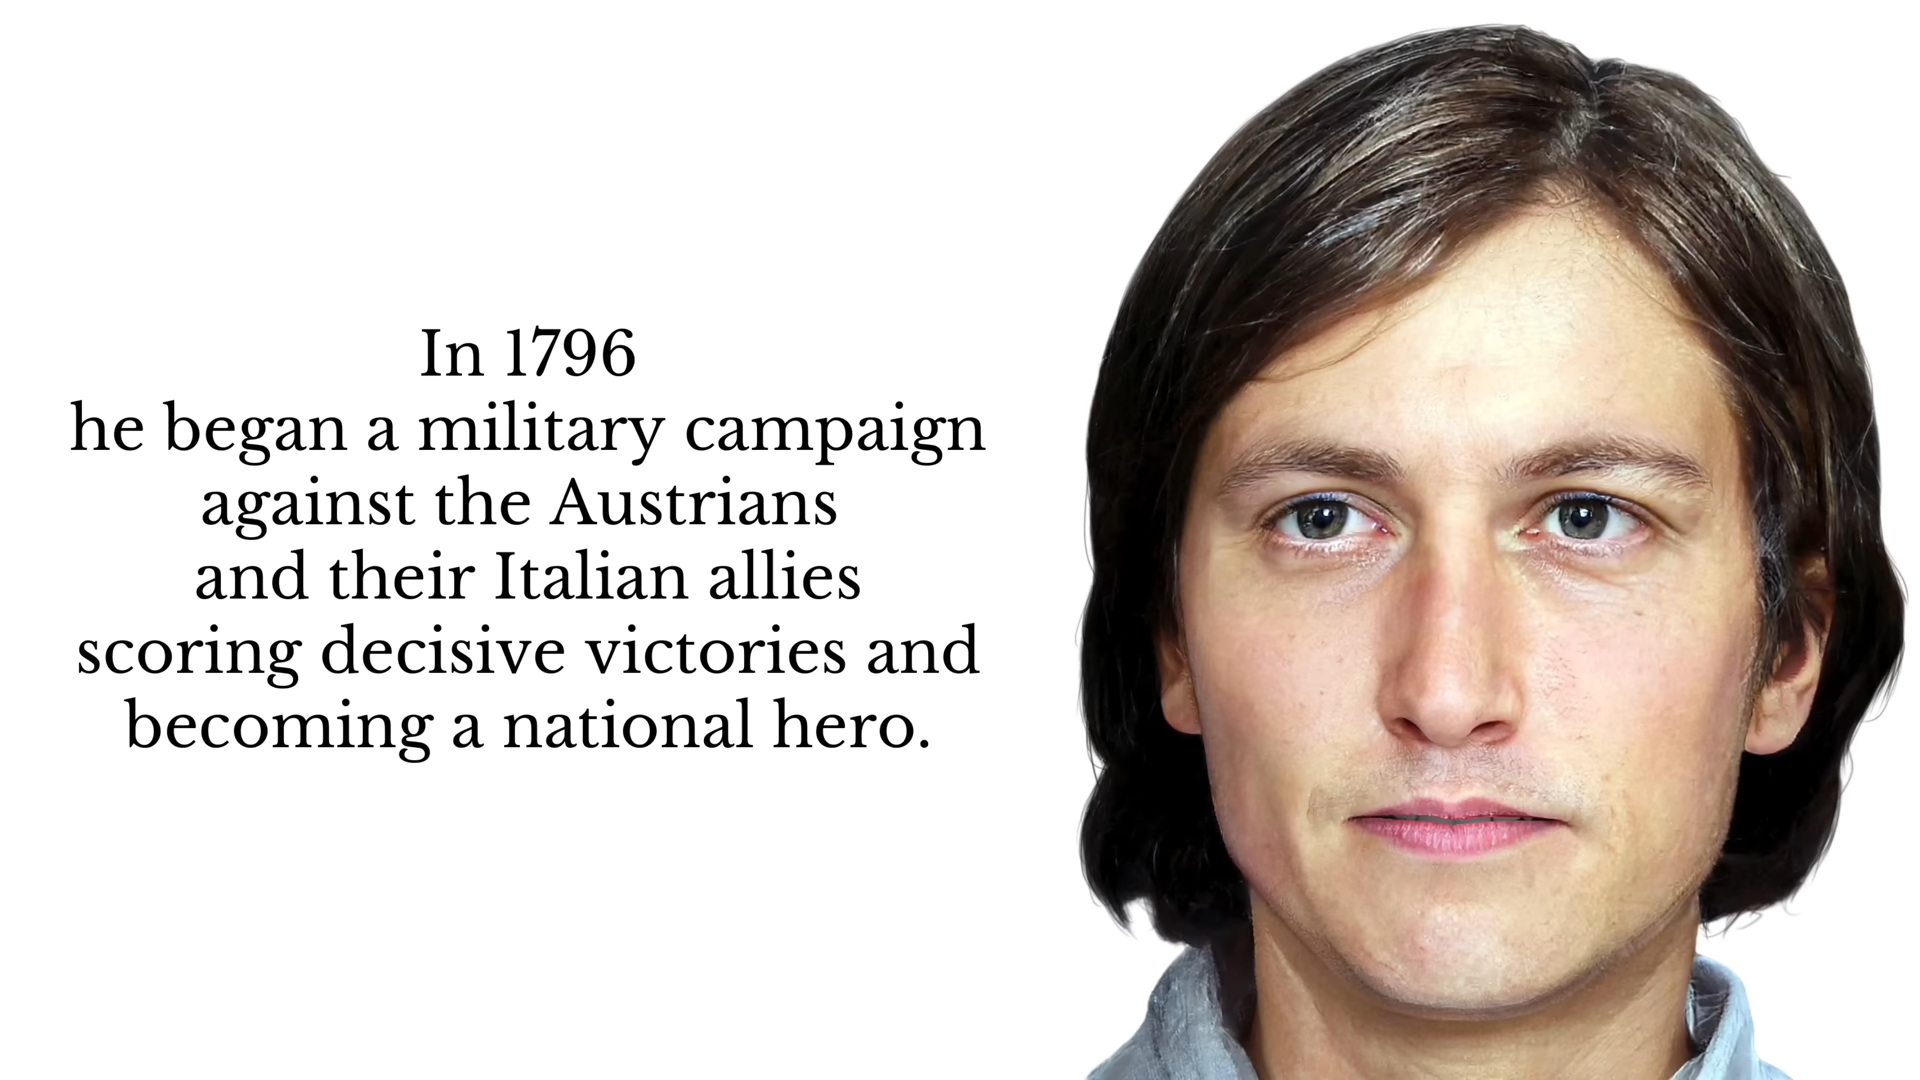 In 1796
he began a military campaign
against the Austrians
and their Italian allies
scoring decisive victories and
becoming a national hero.